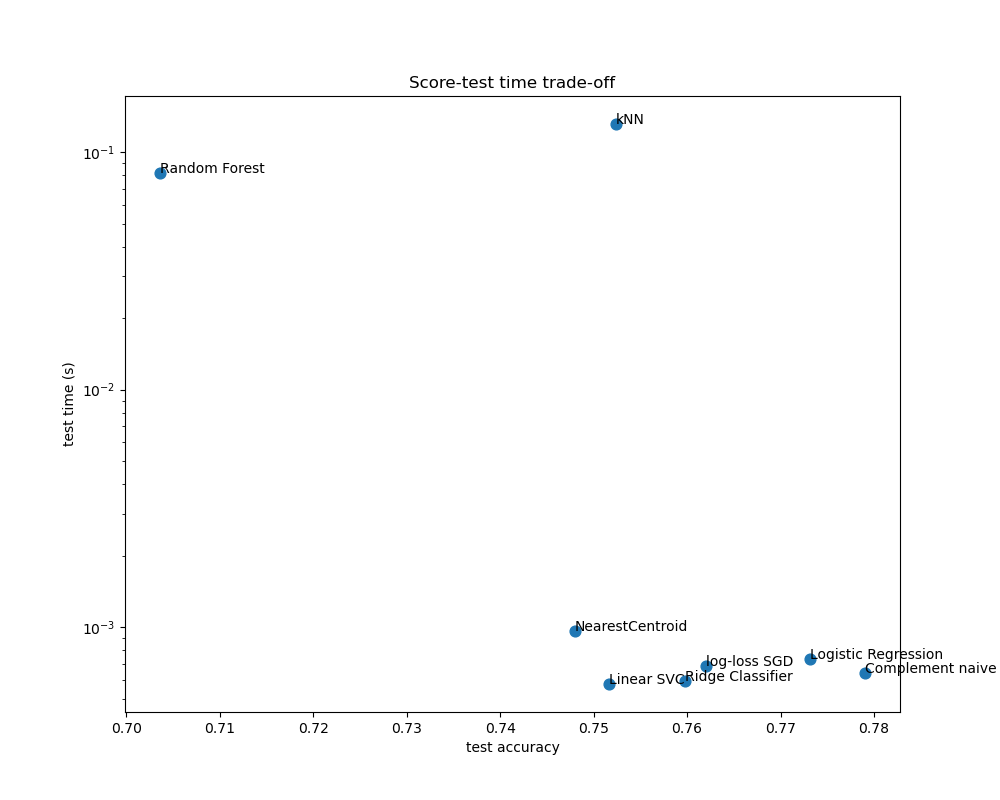 Score-test time trade-off
kNN
10⁻¹
Random Forest
10⁻²
test time (s)
10⁻³
NearestCentroid
Logistic Regression
log-loss SGD
Complement naive
Linear SVC
Ridge Classifier
0.70 0.71 0.72 0.73 0.74 0.75 0.76 0.77 0.78
test accuracy